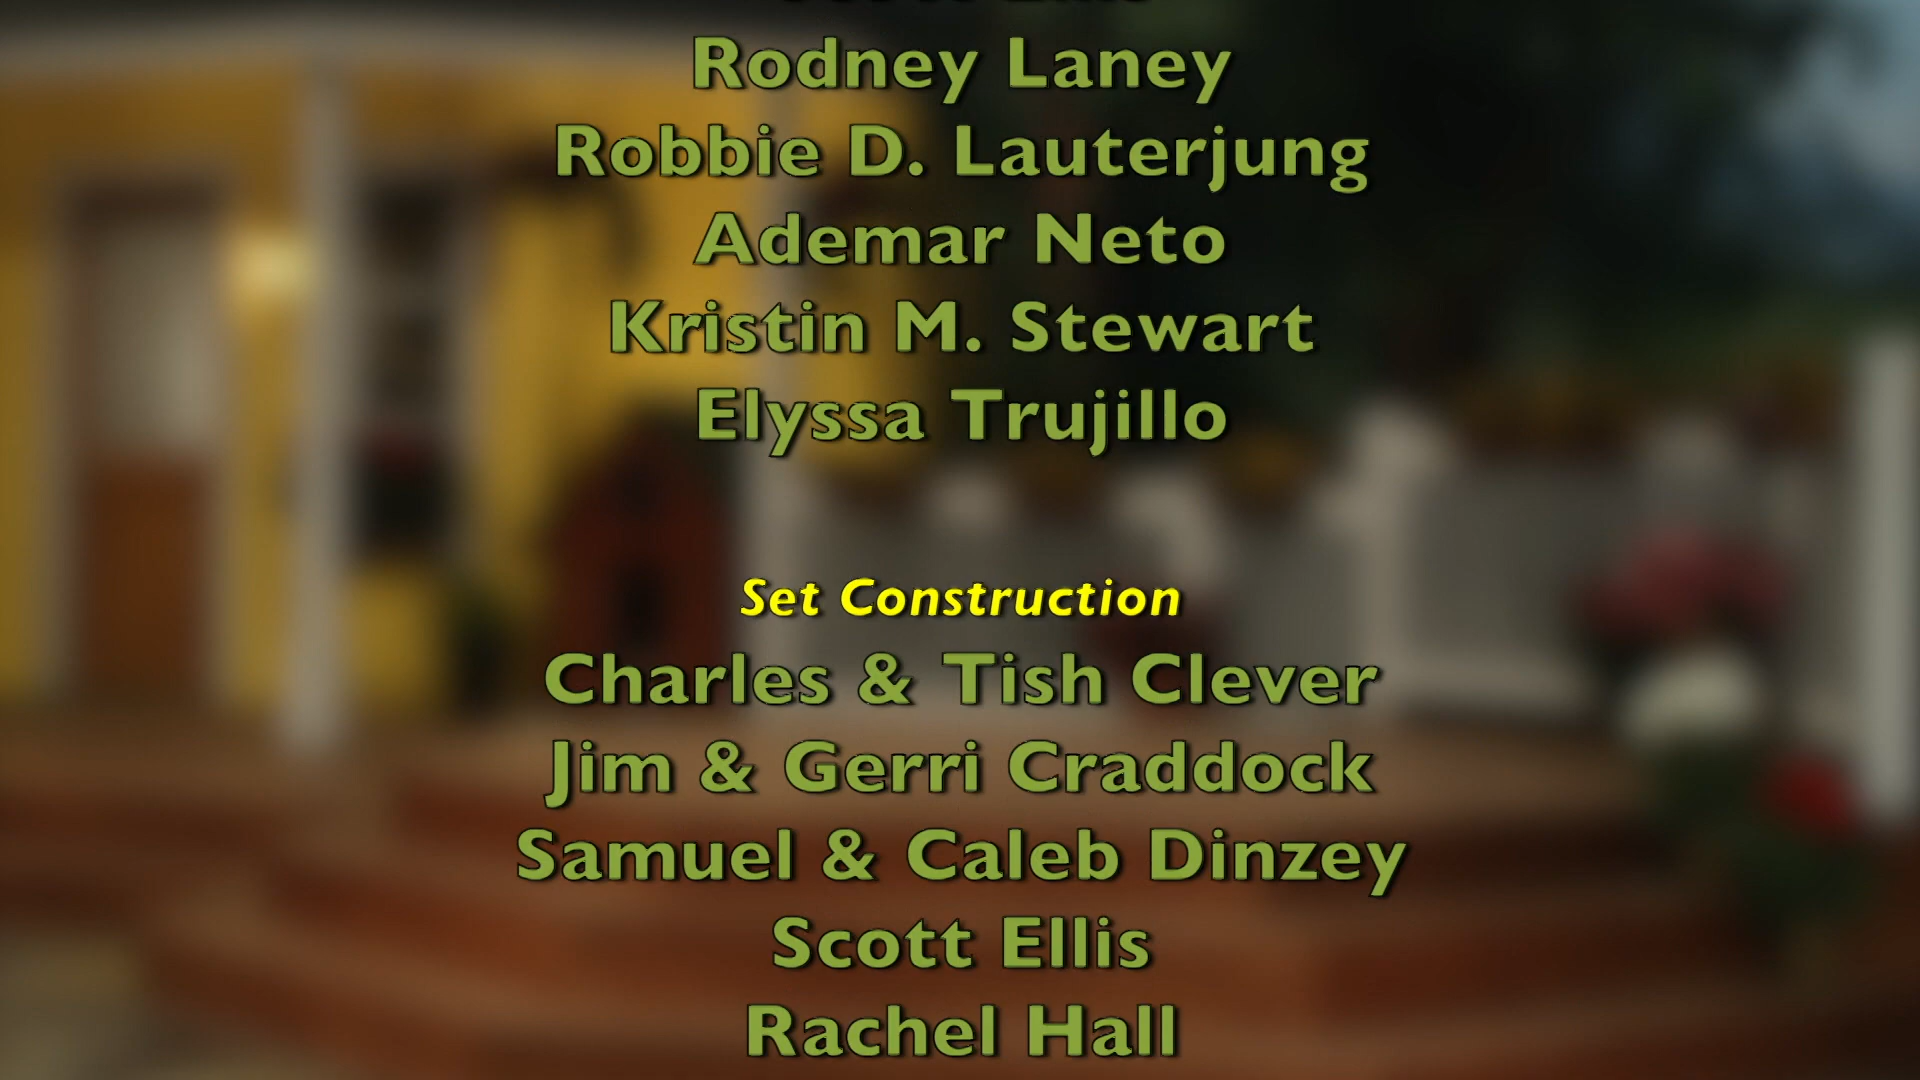 Rodney Laney
Robbie D. Lauterjung
Ademar Neto
Kristin M. Stewart
Elyssa Trujillo
Set Construction
Charles & Tish Clever
Jim & Gerri Craddock
Samuel & Caleb Dinzey
Scott Ellis
Rachel Hall